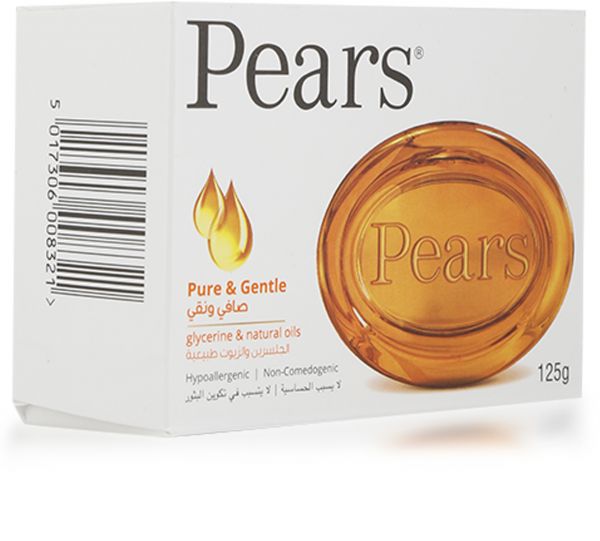 Pears®
Pears
Pure & Gentle
صافي ونقي
glycerine & natural oils
الجلسرين والزيوت طبيعية
Hypoallergenic | Non-Comedogenic
لا يسبب الحساسية | لا يتسبب في تكوين البثور
125g
5 017306 008321 >